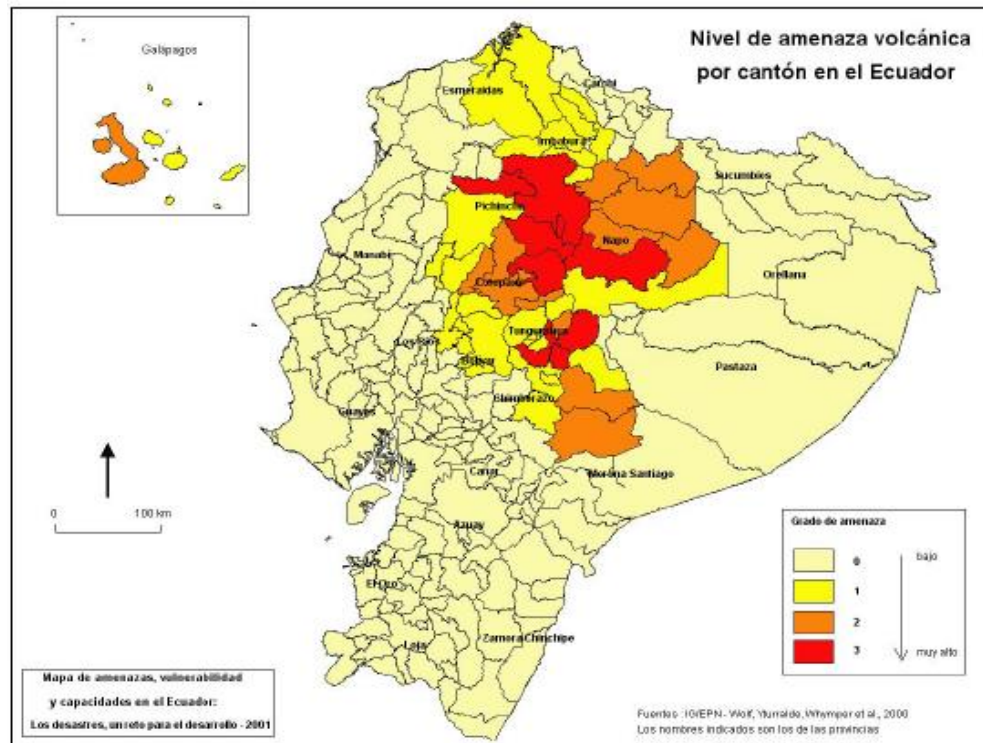 Galápagos
Nivel de amenaza volcánica
por cantón en el Ecuador
Esmeraldas
Carchi
Imbabura
Sucumbíos
Pichincha
Napo
Manabí
Orellana
Cotopaxi
Los Ríos
Tungurahua
Bolívar
Pastaza
Chimborazo
Guayas
Cañar
Morona Santiago
0 100 km
Azuay
El Oro
Loja
Zamora Chinchipe
Grado de amenaza
0 bajo
1
2
3 muy alto
Mapa de amenazas, vulnerabilidad
y capacidades en el Ecuador:
Los desastres, un reto para el desarrollo - 2001
Fuentes : IG/EPN - Wolf, Yturralde, Whymper et al., 2000
Los nombres indicados son los de las provincias